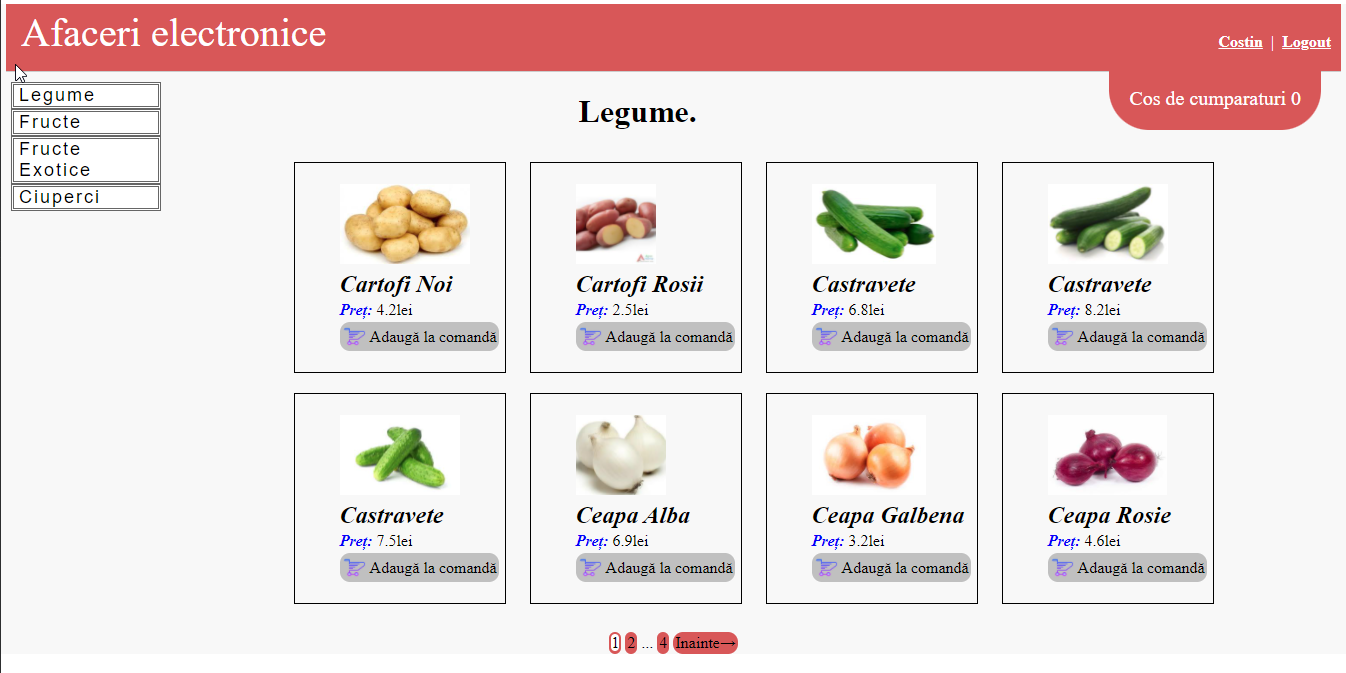 Afaceri electronice
Costin | Logout
Cos de cumparaturi 0
Legume
Fructe
Fructe
Exotice
Ciuperci
Legume.
Cartofi Noi
Preț: 4.2lei
Adaugă la comandă
Cartofi Rosii
Preț: 2.5lei
Adaugă la comandă
Castravete
Preț: 6.8lei
Adaugă la comandă
Castravete
Preț: 8.2lei
Adaugă la comandă
Castravete
Preț: 7.5lei
Adaugă la comandă
Ceapa Alba
Preț: 6.9lei
Adaugă la comandă
Ceapa Galbena
Preț: 3.2lei
Adaugă la comandă
Ceapa Rosie
Preț: 4.6lei
Adaugă la comandă
1 2 ... 4 Inainte→